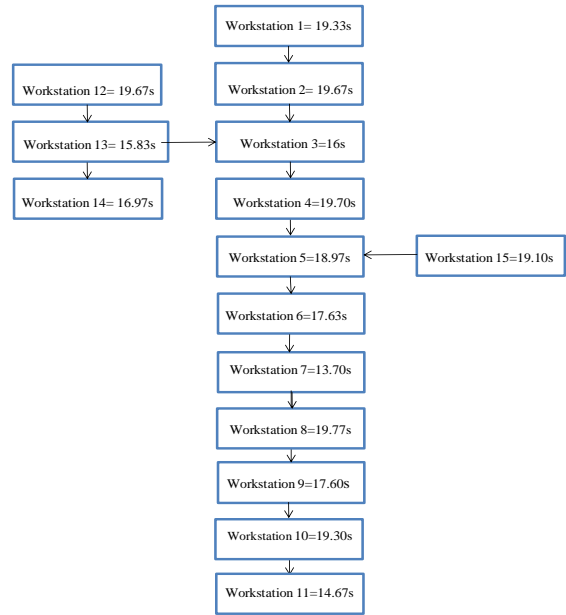 Workstation 1= 19.33s
Workstation 12= 19.67s
Workstation 2= 19.67s
Workstation 13= 15.83s
Workstation 3=16s
Workstation 14= 16.97s
Workstation 4=19.70s
Workstation 5=18.97s
Workstation 15=19.10s
Workstation 6=17.63s
Workstation 7=13.70s
Workstation 8=19.77s
Workstation 9=17.60s
Workstation 10=19.30s
Workstation 11=14.67s